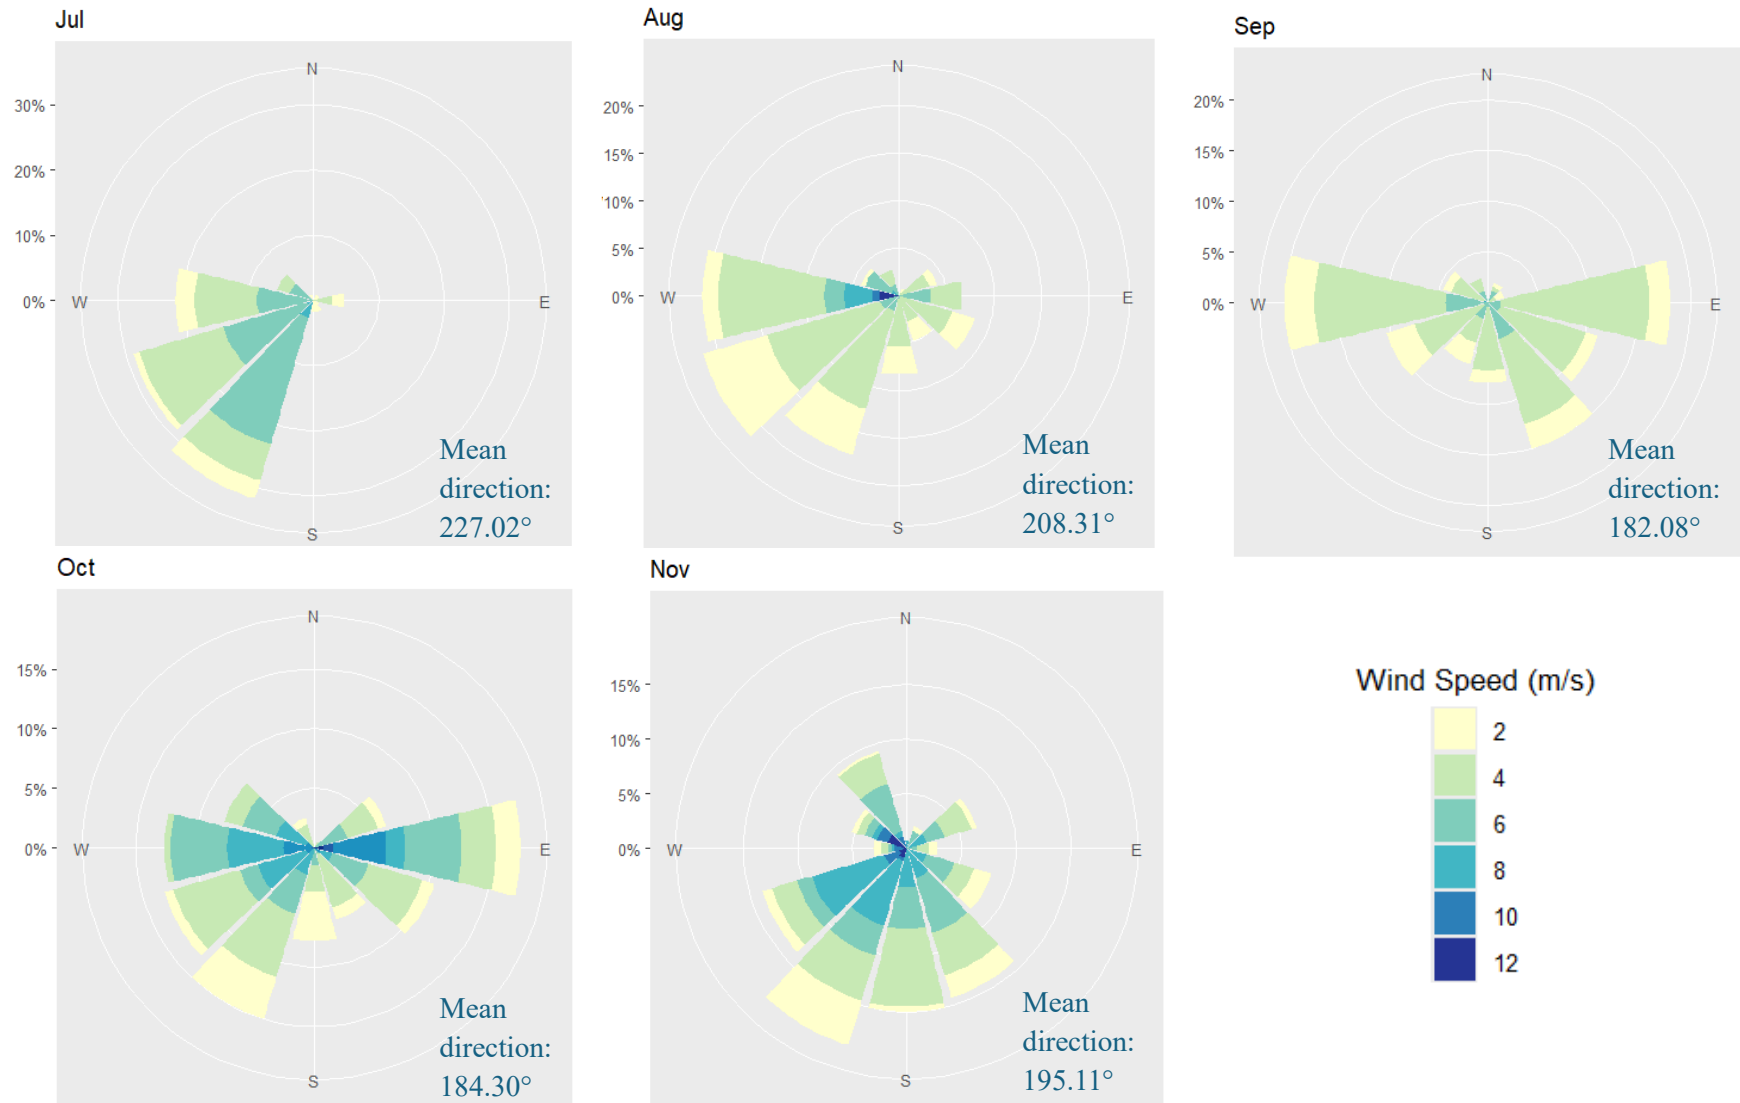 Jul
N
30%
20%
10%
0%
W
E
S
Mean
direction:
227.02°
Aug
N
20%
15%
'10%
5%
0%
W
E
S
Mean
direction:
208.31°
Sep
N
20%
15%
10%
5%
0%
W
E
S
Mean
direction:
182.08°
Oct
N
15%
10%
5%
0%
W
E
S
Mean
direction:
184.30°
Nov
N
15%
10%
5%
0%
W
E
S
Mean
direction:
195.11°
Wind Speed (m/s)
2
4
6
8
10
12